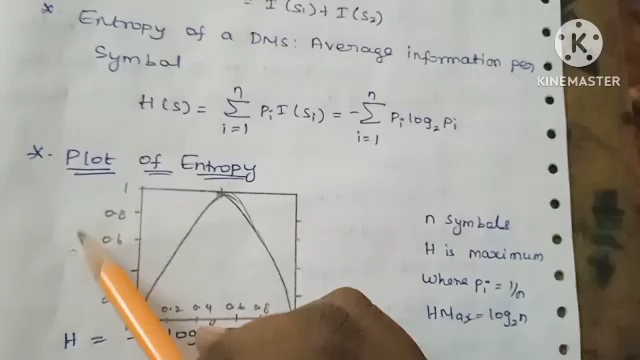 = I(S1) + I(S2)
* Entropy of a DMS: Average information per
Symbol
H(S) = n Σ i=1 Pi I(Si) = - n Σ i=1 Pi log2 Pi
* Plot of Entropy
1
0.8
0.6
0.2 0.4 0.6 0.8
0
H =
n symbols
H is maximum
where Pi = 1/n
HMax = log2 n
K
KINEMASTER